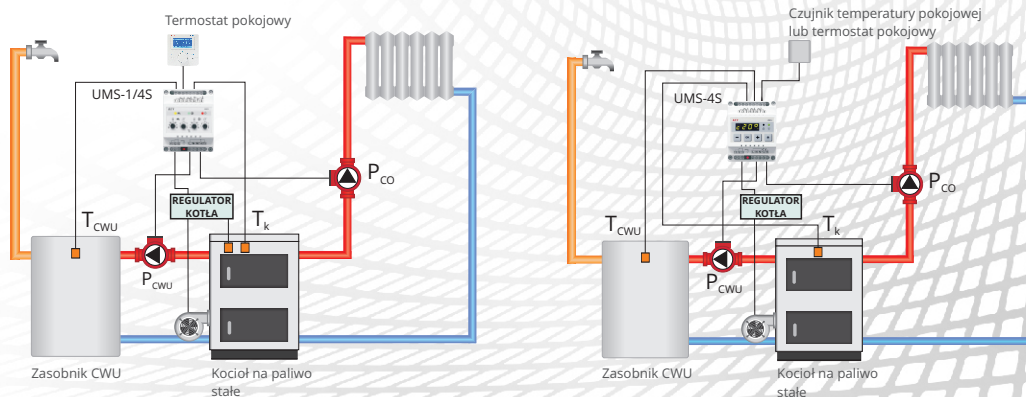 Termostat pokojowy
UMS-1/4S
P CO
REGULATOR
KOTŁA
T CWU
T k
P CWU
Zasobnik CWU
Kocioł na paliwo
stałe
Czujnik temperatury pokojowej
lub termostat pokojowy
UMS-4S
P CO
REGULATOR
KOTŁA
T CWU
T k
P CWU
Zasobnik CWU
Kocioł na paliwo
stałe